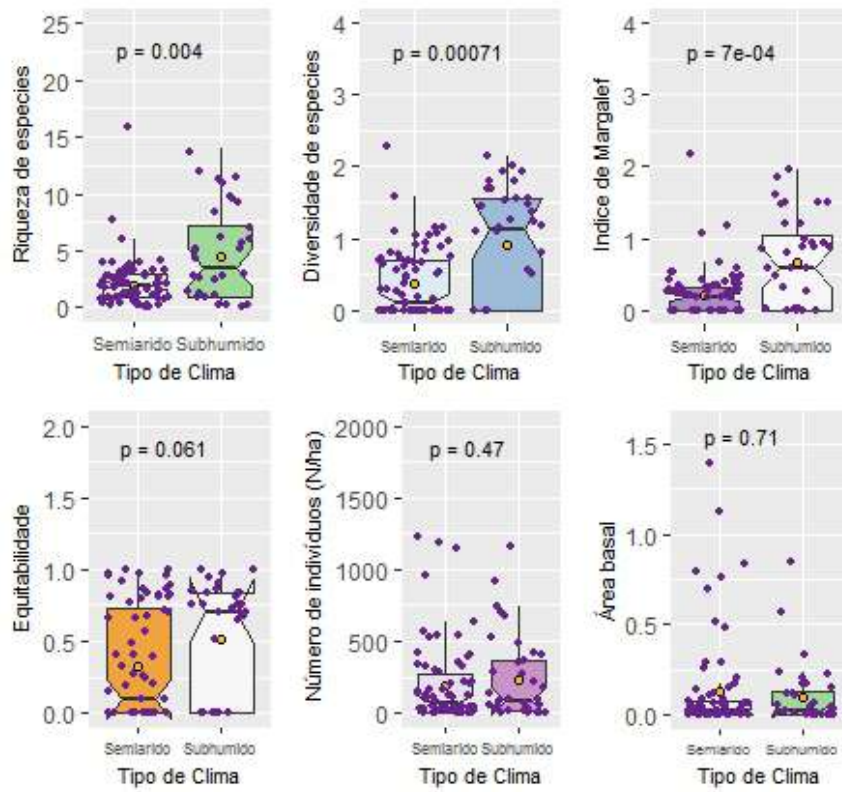 Riqueza de especies
25
20
15
10
5
0
p = 0.004
Semiarido Subhumido
Tipo de Clima
Diversidade de especies
4
3
2
1
0
p = 0.00071
Semiarido Subhumido
Tipo de Clima
Indice de Margalef
4
3
2
1
0
p = 7e-04
Semiarido Subhumido
Tipo de Clima
Equitabilidade
2.0
1.5
1.0
0.5
0.0
p = 0.061
Semiarido Subhumido
Tipo de Clima
Número de indivíduos (N/ha)
2000
1500
1000
500
0
p = 0.47
Semiarido Subhumido
Tipo de Clima
Área basal
1.5
1.0
0.5
0.0
p = 0.71
Semiarido Subhumido
Tipo de Clima